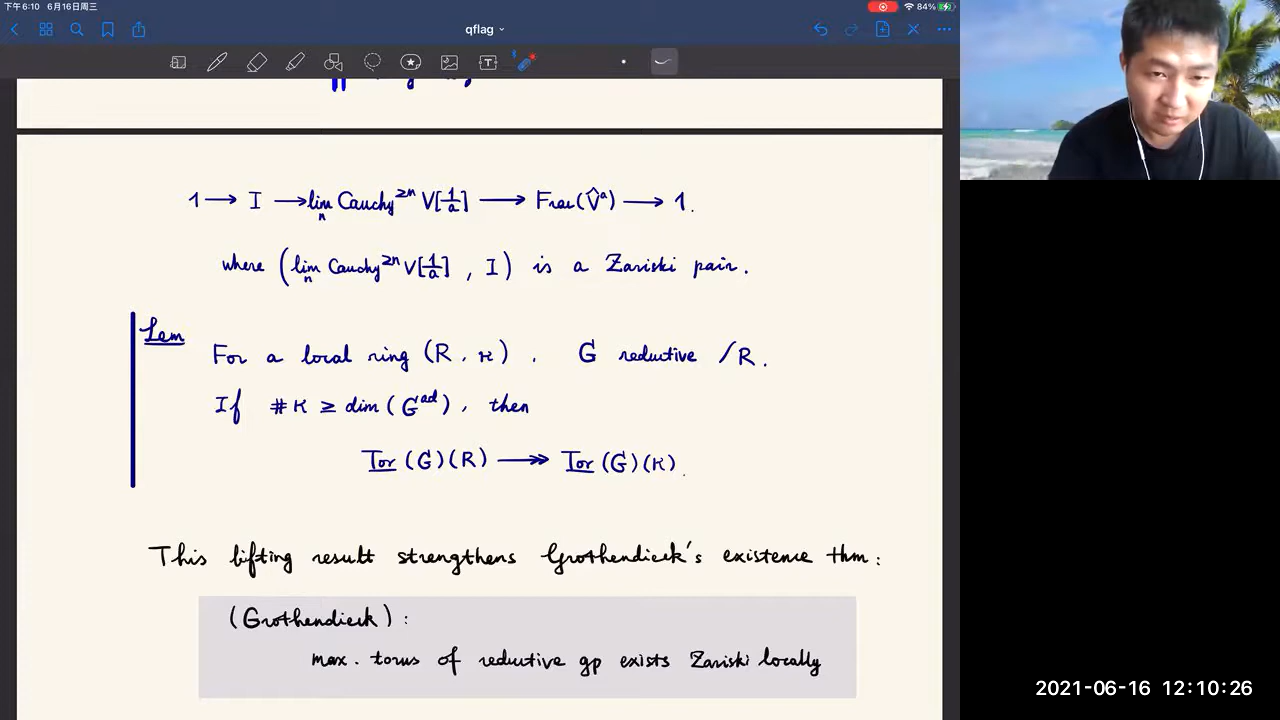 下午6:10 6月16日周三
84%
qflag
1 → I → lim_n Cauchy^{≥n} V[1/a] → Frac(V̂^a) → 1.
where (lim_n Cauchy^{≥n} V[1/a], I) is a Zariski pair.
Lem
For a local ring (R, κ), G reductive /R.
If #κ ≥ dim(G^{ad}), then
Tor(G)(R) ↠ Tor(G)(κ).
This lifting result strengthens Grothendieck's existence thm:
(Grothendieck):
max. torus of reductive gp exists Zariski locally
2021-06-16 12:10:26